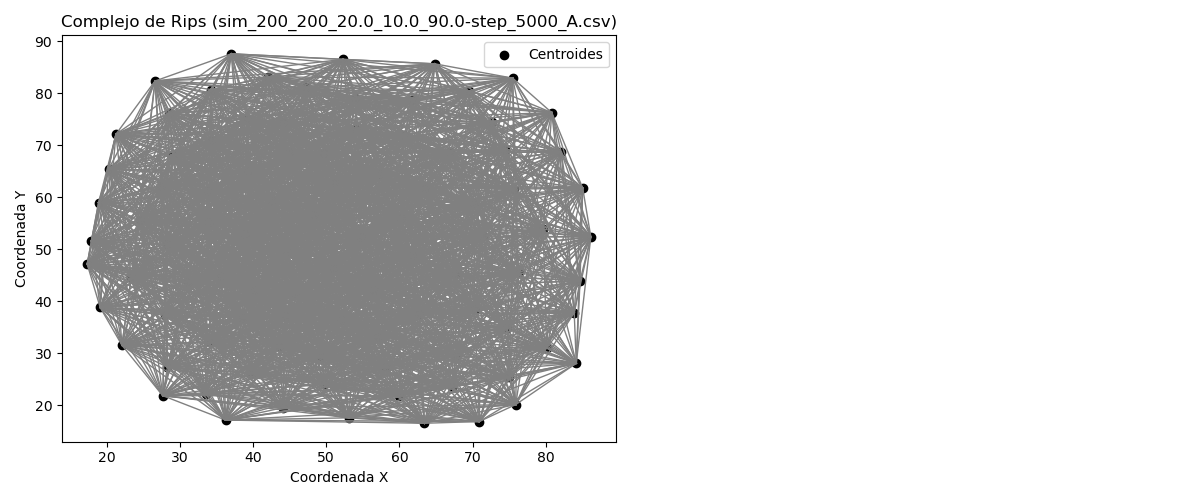 Complejo de Rips (sim_200_200_20.0_10.0_90.0-step_5000_A.csv)
Centroides
90
80
70
60
50
40
30
20
Coordenada Y
20 30 40 50 60 70 80
Coordenada X